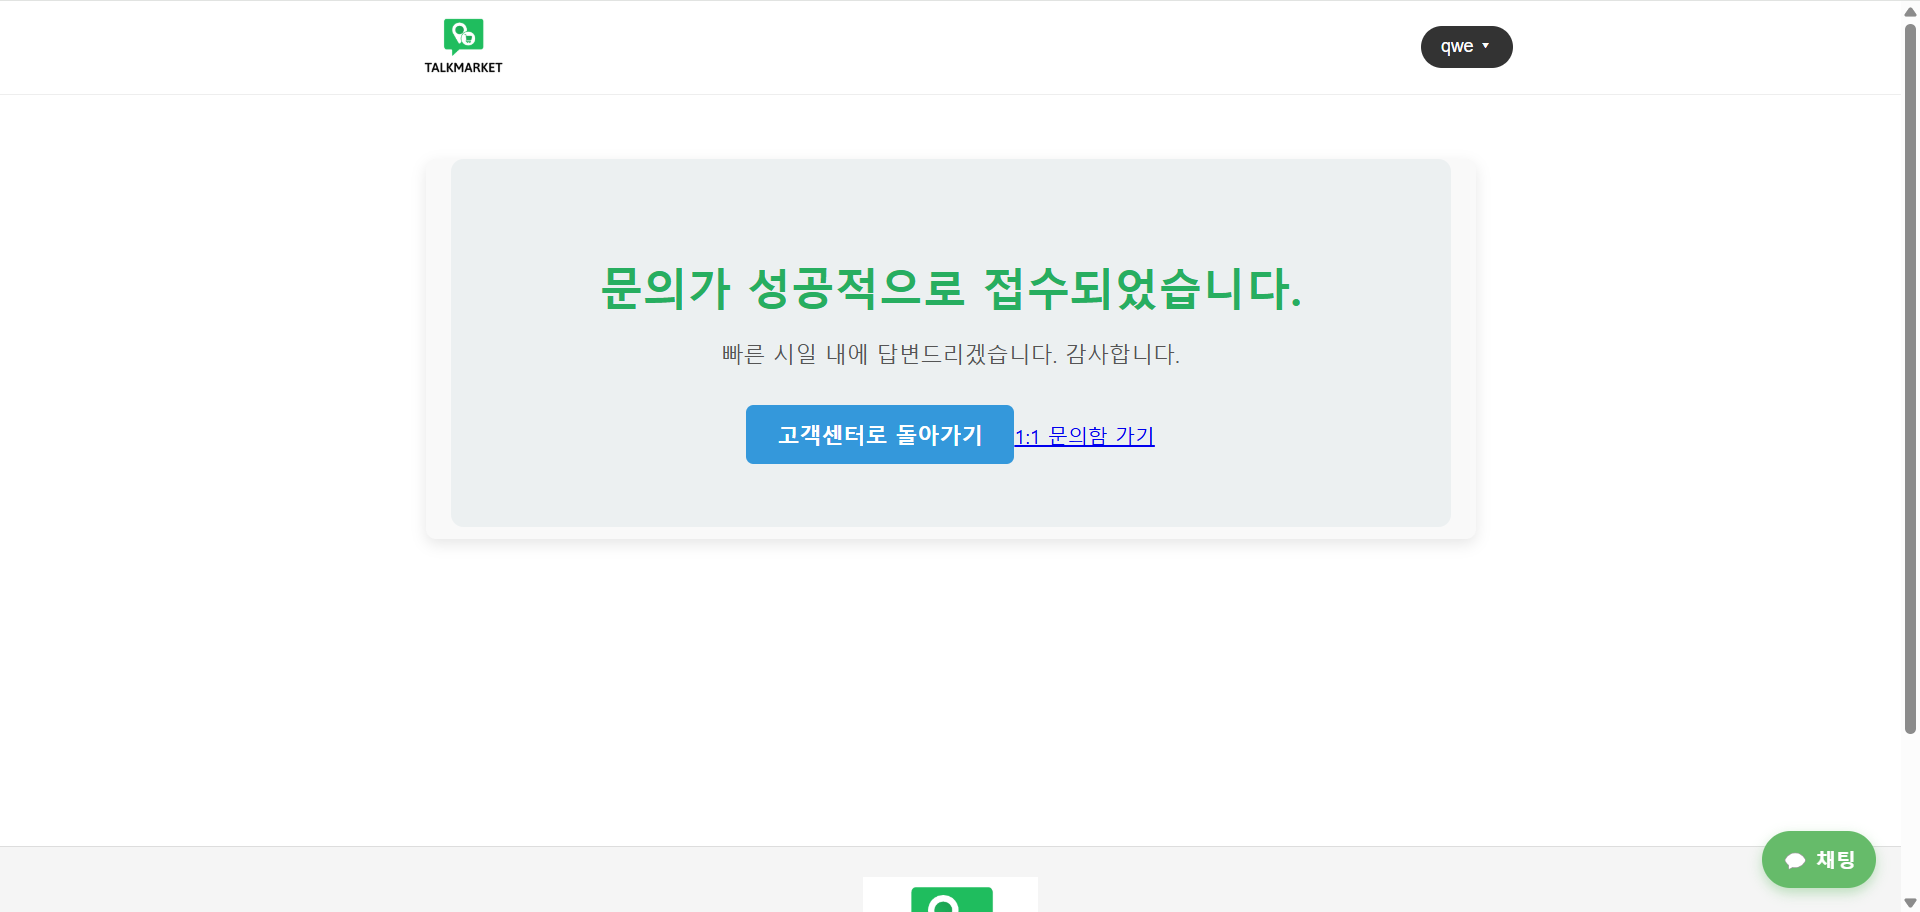 TALKMARKET
qwe
문의가 성공적으로 접수되었습니다.
빠른 시일 내에 답변드리겠습니다. 감사합니다.
고객센터로 돌아가기
1:1 문의함 가기
채팅